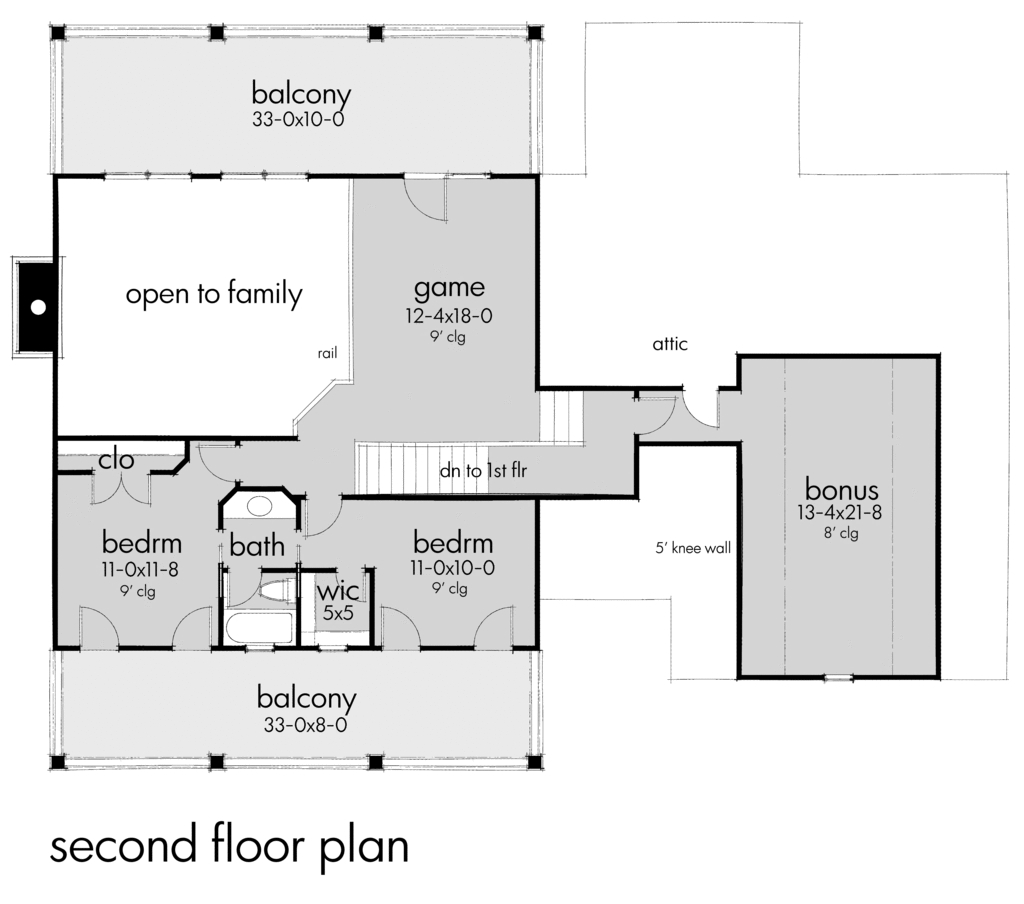 balcony
33-0x10-0
open to family
game
12-4x18-0
9' clg
rail
attic
clo
dn to 1st flr
bonus
13-4x21-8
8' clg
bedrm
11-0x11-8
9' clg
bath
bedrm
11-0x10-0
9' clg
5' knee wall
wic
5x5
balcony
33-0x8-0
second floor plan